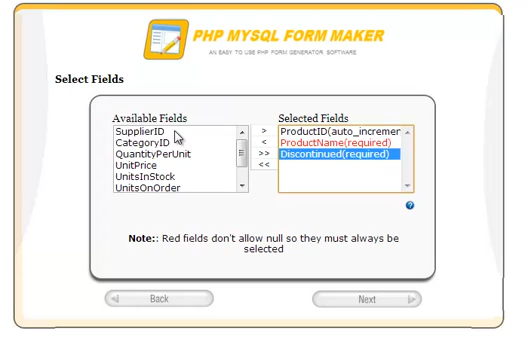 PHP MYSQL FORM MAKER
AN EASY TO USE PHP FORM GENERATOR SOFTWARE.
Select Fields
Available Fields
SupplierID
CategoryID
QuantityPerUnit
UnitPrice
UnitsInStock
UnitsOnOrder
>
<
>>
<<
Selected Fields
ProductID(auto_incremen
ProductName(required)
Discontinued(required)
?
Note:: Red fields don't allow null so they must always be
selected
Back
Next